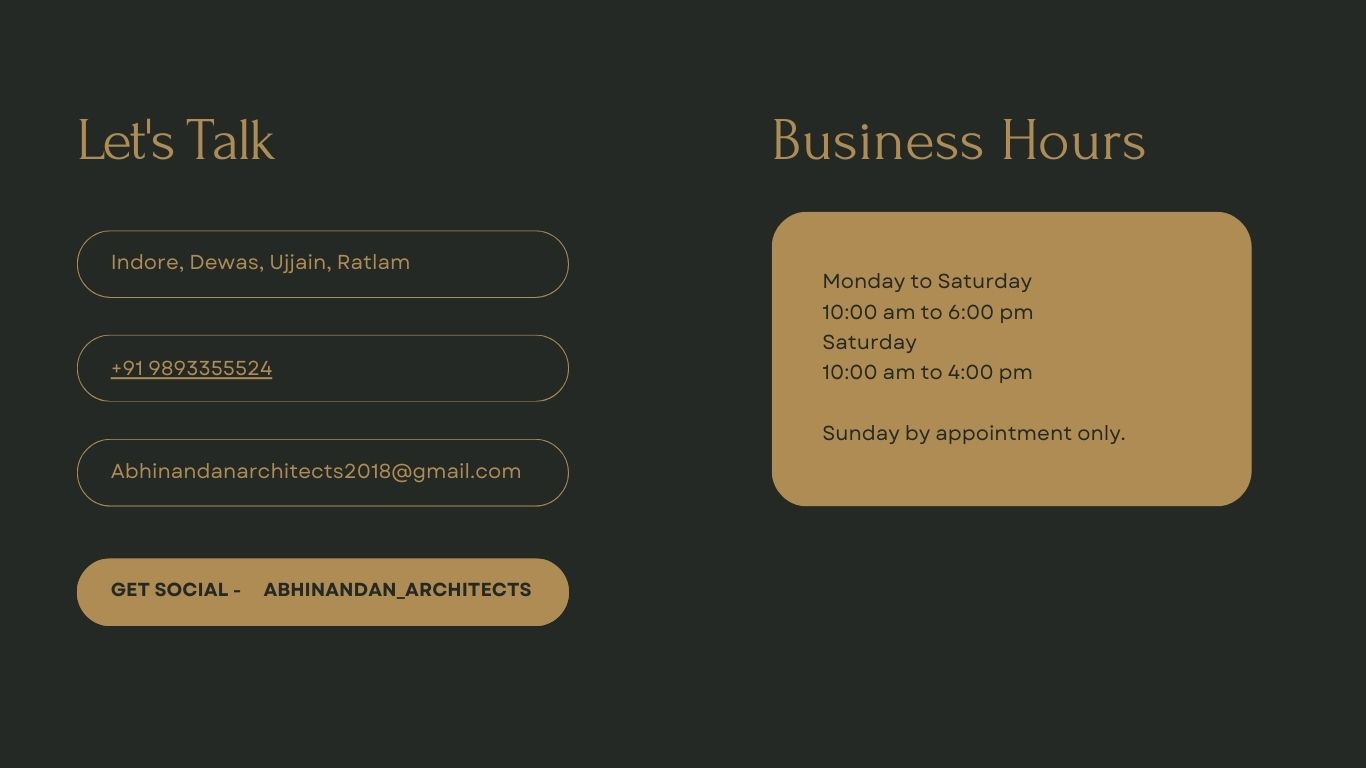 Let's Talk
Indore, Dewas, Ujjain, Ratlam
+91 9893355524
Abhinandanarchitects2018@gmail.com
GET SOCIAL - ABHINANDAN_ARCHITECTS
Business Hours
Monday to Saturday
10:00 am to 6:00 pm
Saturday
10:00 am to 4:00 pm
Sunday by appointment only.